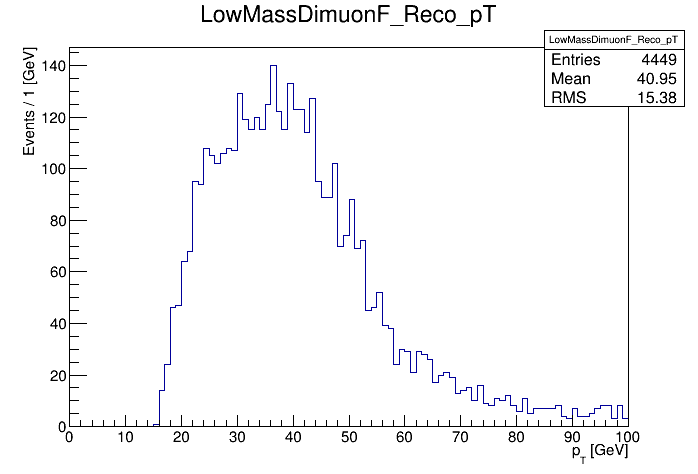 LowMassDimuonF_Reco_pT
LowMassDimuonF_Reco_pT
Entries 4449
Mean 40.95
RMS 15.38
Events / 1 [GeV]
140
120
100
80
60
40
20
0
0 10 20 30 40 50 60 70 80 90 100
p_T [GeV]